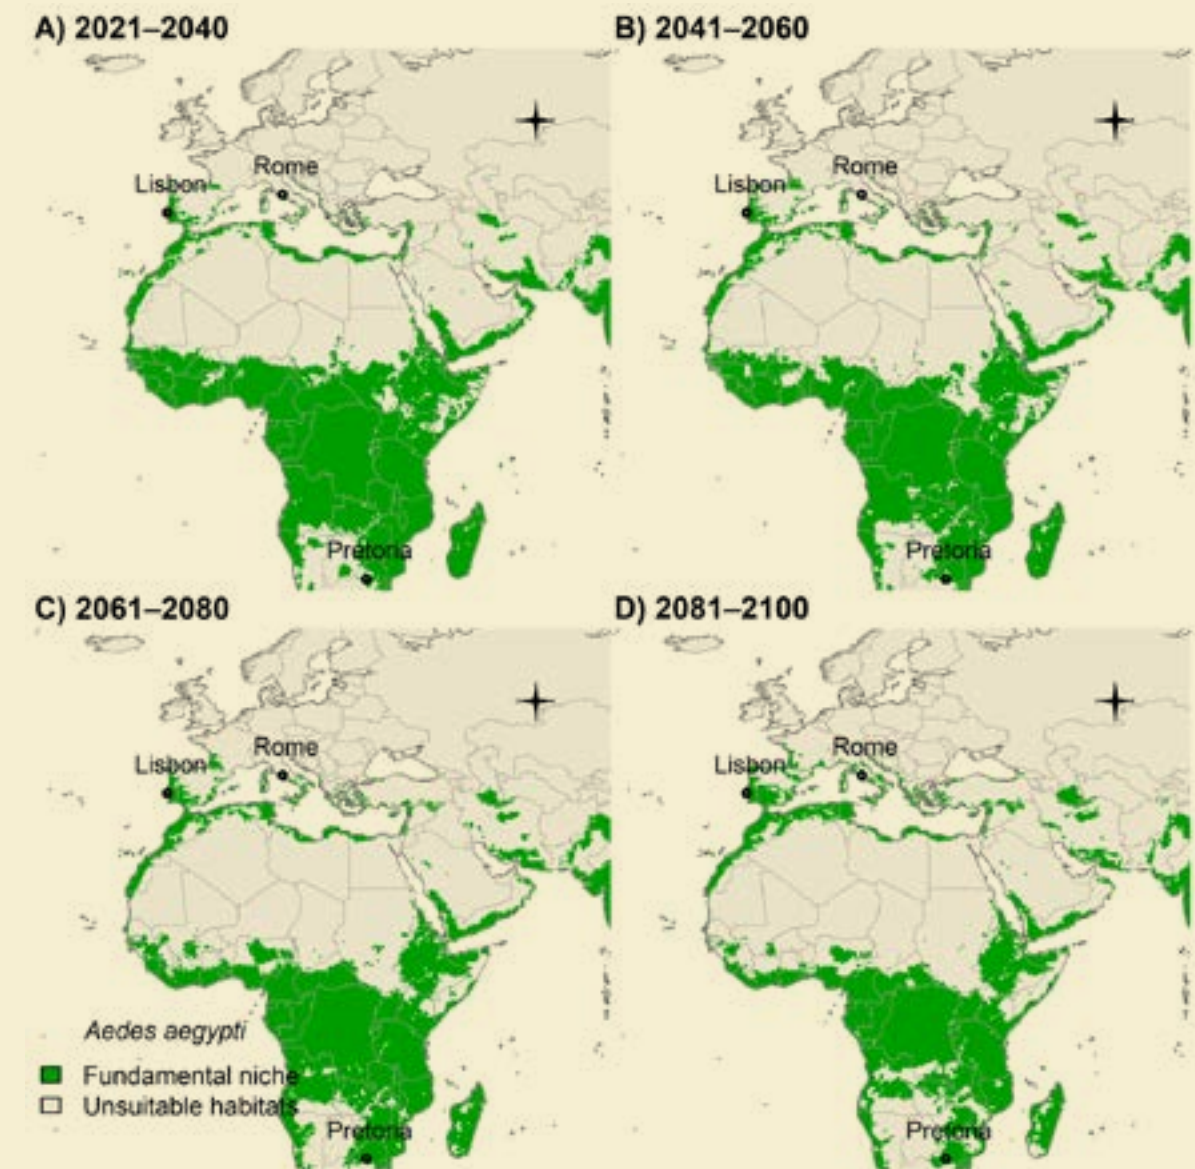 A) 2021–2040
B) 2041–2060
Rome
Lisbon
Rome
Lisbon
Pretoria
Pretoria
C) 2061–2080
D) 2081–2100
Rome
Lisbon
Rome
Lisbon
Aedes aegypti
Fundamental niche
Unsuitable habitats
Pretoria
Pretoria